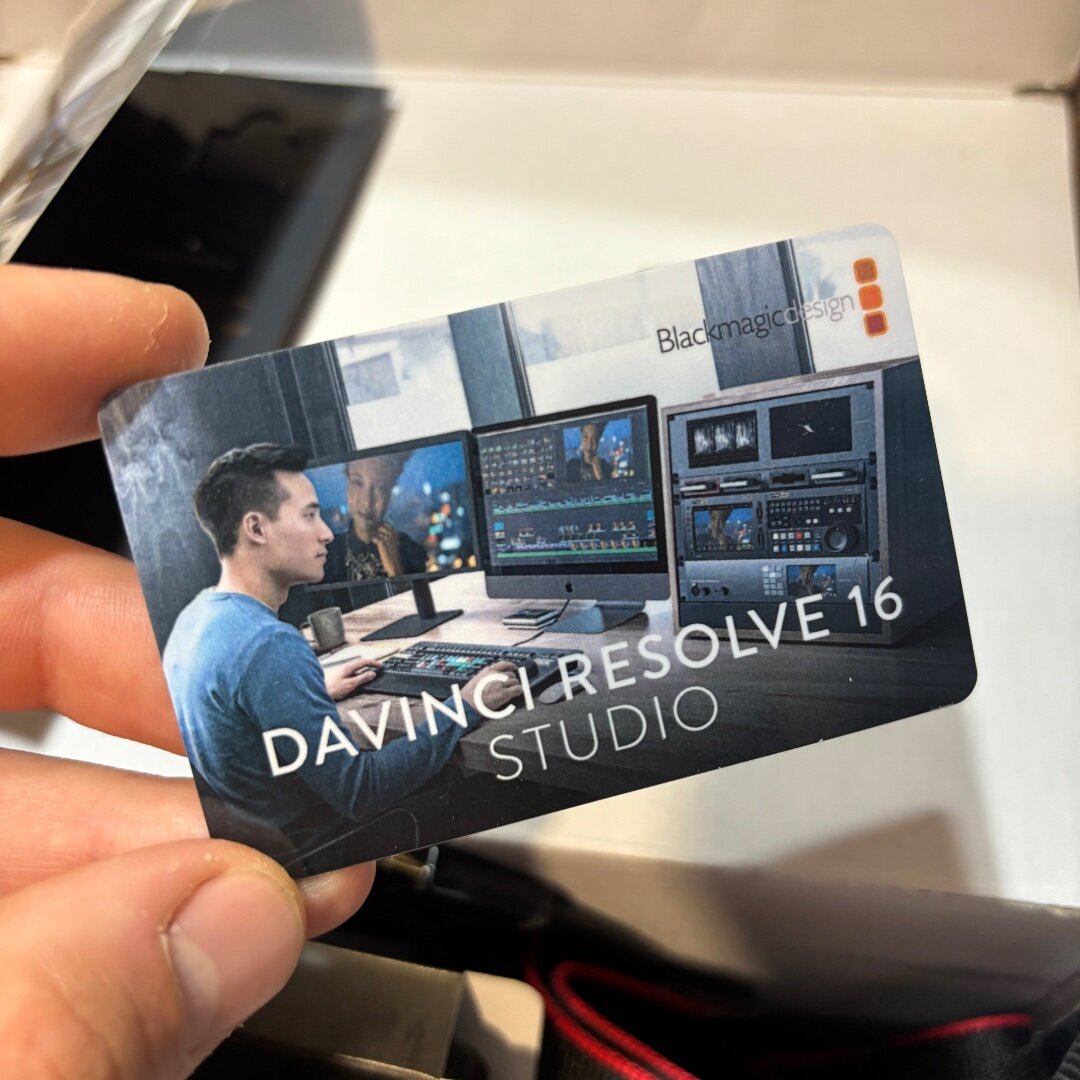 Blackmagicdesign
DAVINCI RESOLVE 16
STUDIO